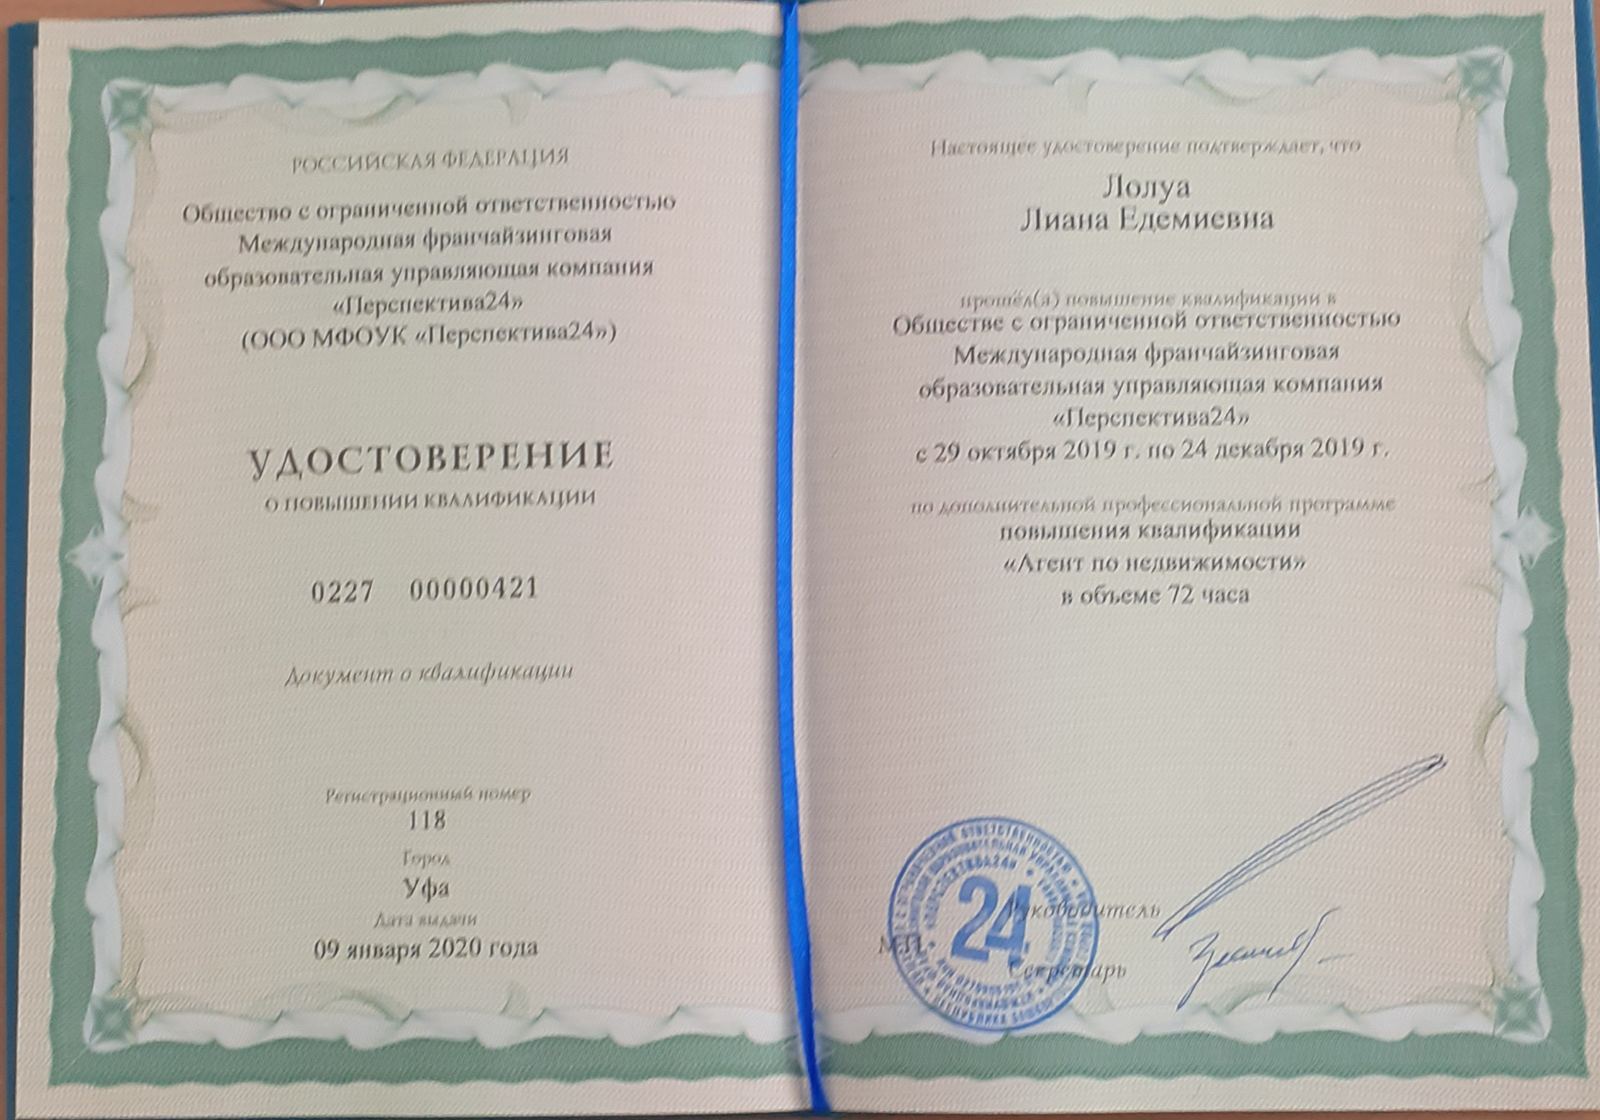 РОССИЙСКАЯ ФЕДЕРАЦИЯ
Общество с ограниченной ответственностью
Международная франчайзинговая
образовательная управляющая компания
«Перспектива24»
(ООО МФОУК «Перспектива24»)
УДОСТОВЕРЕНИЕ
О ПОВЫШЕНИИ КВАЛИФИКАЦИИ
0227 00000421
Документ о квалификации
Регистрационный номер
118
Город
Уфа
Дата выдачи
09 января 2020 года
Настоящее удостоверение подтверждает, что
Лолуа
Лиана Едемиевна
прошёл(а) повышение квалификации в
Обществе с ограниченной ответственностью
Международная франчайзинговая
образовательная управляющая компания
«Перспектива24»
с 29 октября 2019 г. по 24 декабря 2019 г.
по дополнительной профессиональной программе
повышения квалификации
«Агент по недвижимости»
в объеме 72 часа
Руководитель
М.П.
Секретарь
24
«ПЕРСПЕКТИВА24»